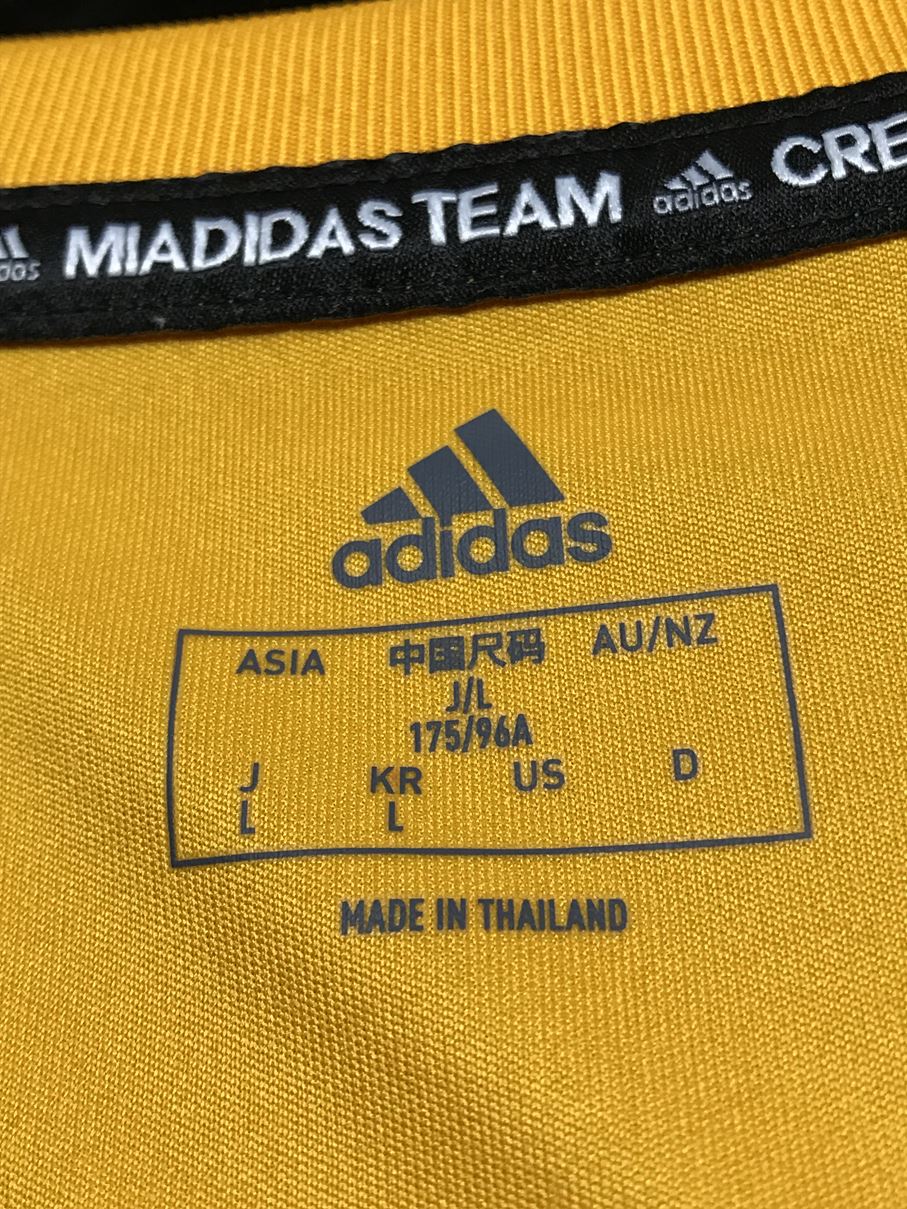 adidas MIADIDAS TEAM adidas CRE
adidas
ASIA 中国尺码 AU/NZ
J/L
175/96A
J KR US D
L L
MADE IN THAILAND